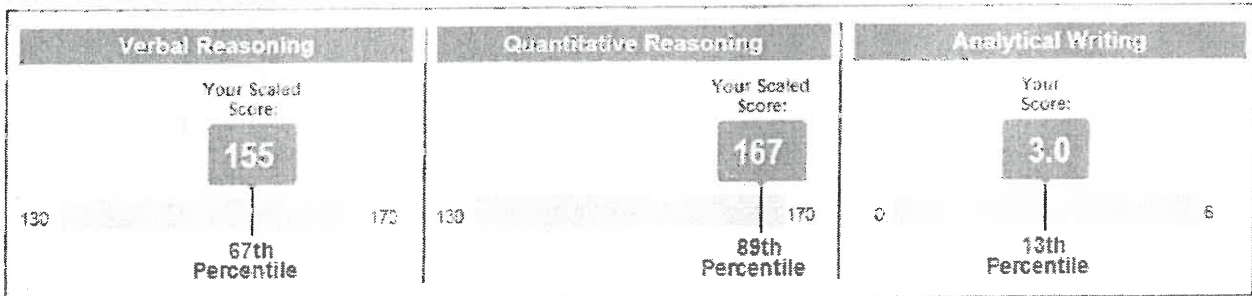 Verbal Reasoning
Your Scaled
Score:
155
130
170
67th
Percentile
Quantitative Reasoning
Your Scaled
Score:
167
130
170
89th
Percentile
Analytical Writing
Your
Score:
3.0
0
6
13th
Percentile